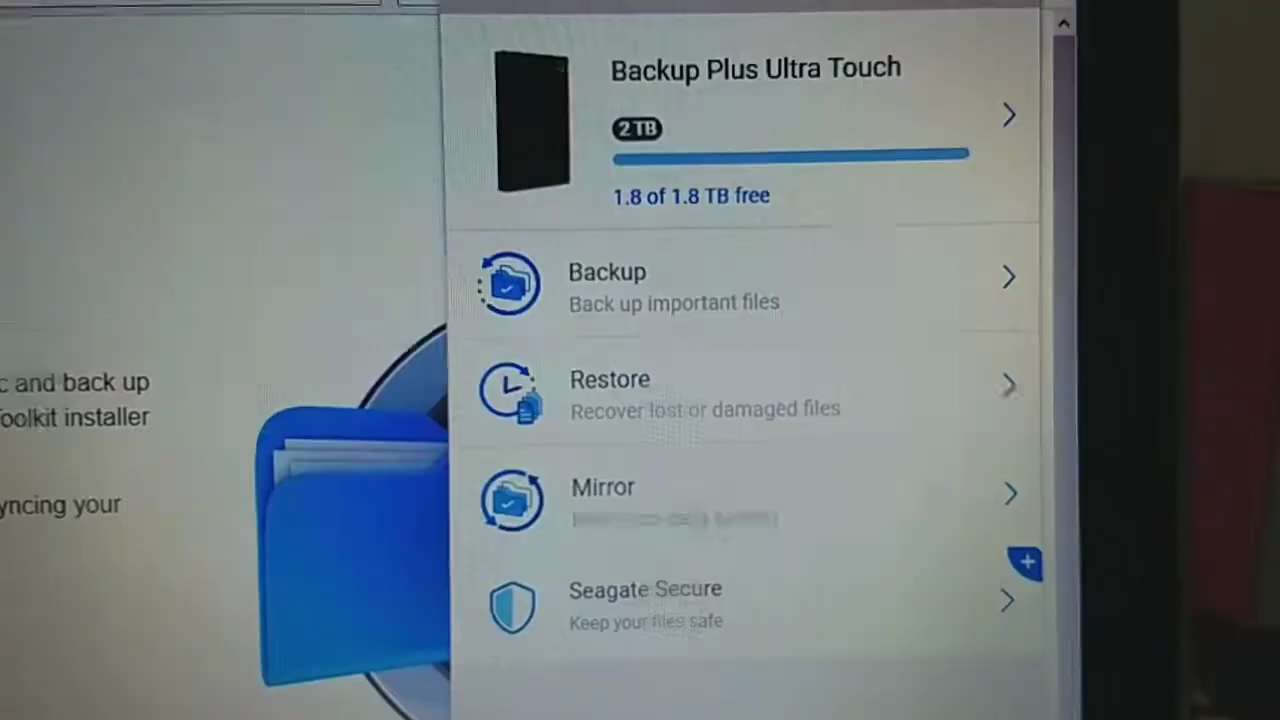 Backup Plus Ultra Touch
2 TB
1.8 of 1.8 TB free
Backup
Back up important files
Restore
Recover lost or damaged files
Mirror
Seagate Secure
Keep your files safe
and back up
oolkit installer
yncing your